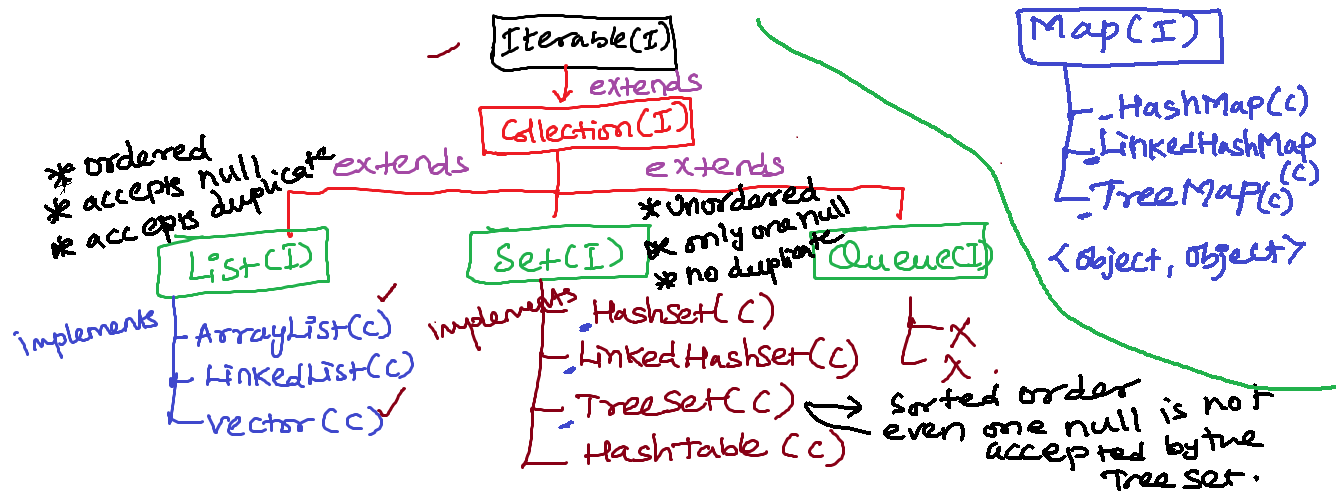 Iterable(I)
extends
Collection(I)
extends
extends
* ordered
* accepts null
* accepts duplicate
List(I)
implements
ArrayList(C)
LinkedList(C)
Vector(C)
* unordered
* only one null
* no duplicate
Set(I)
implements
HashSet(C)
LinkedHashSet(C)
TreeSet(C)
HashTable(C)
Sorted order
even one null is not
accepted by the
Tree Set.
Queue(I)
X
X
Map(I)
HashMap(C)
LinkedHashMap
(C)
TreeMap(C)
<Object, Object>